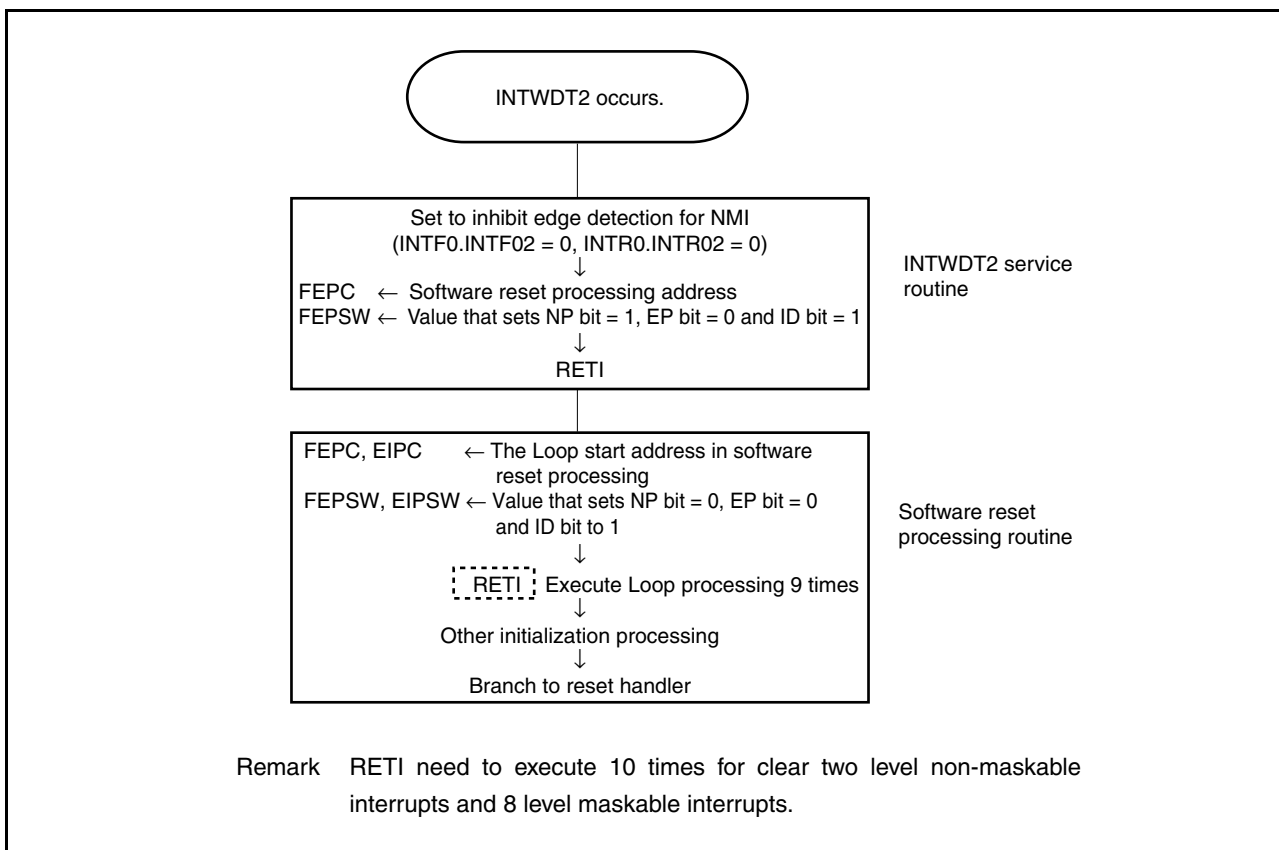 INTWDT2 occurs.
Set to inhibit edge detection for NMI
(INTF0.INTF02 = 0, INTR0.INTR02 = 0)
↓
FEPC ← Software reset processing address
FEPSW ← Value that sets NP bit = 1, EP bit = 0 and ID bit = 1
↓
RETI
INTWDT2 service
routine
FEPC, EIPC ← The Loop start address in software
reset processing
FEPSW, EIPSW ← Value that sets NP bit = 0, EP bit = 0
and ID bit to 1
↓
RETI Execute Loop processing 9 times
↓
Other initialization processing
↓
Branch to reset handler
Software reset
processing routine
Remark RETI need to execute 10 times for clear two level non-maskable
interrupts and 8 level maskable interrupts.